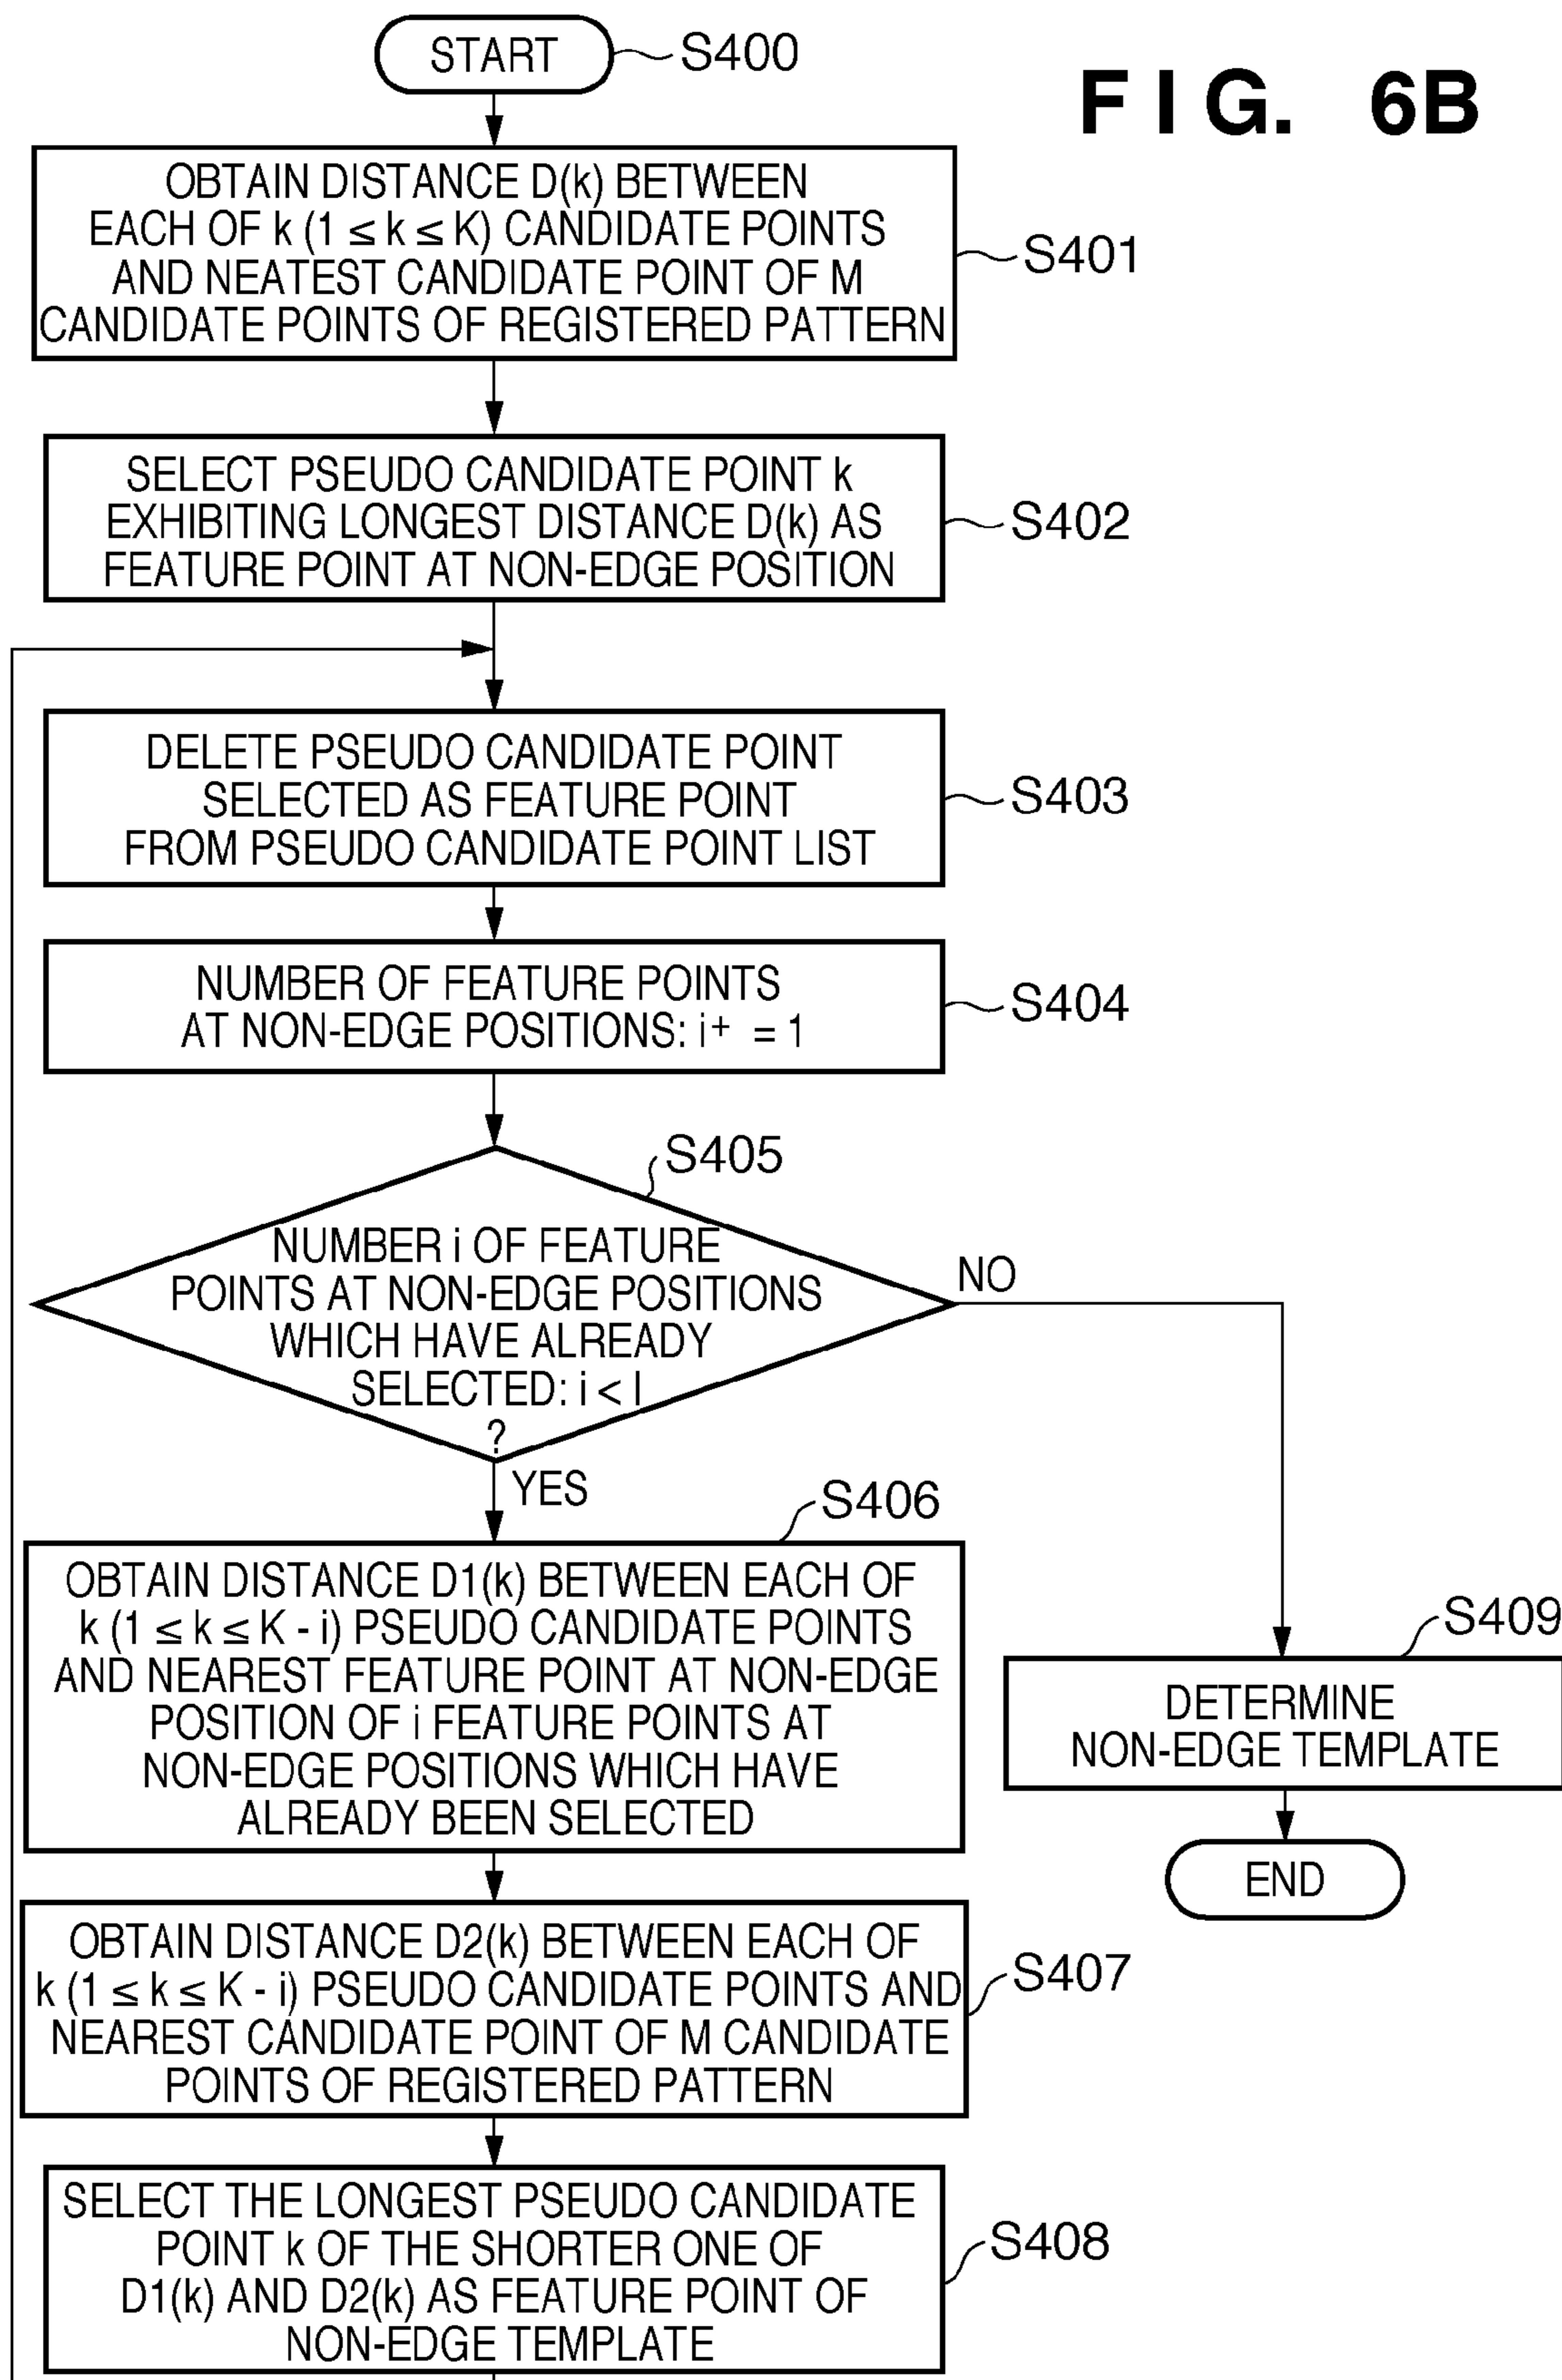 START
S400
FIG. 6B
OBTAIN DISTANCE D(k) BETWEEN
EACH OF k (1 ≤ k ≤ K) CANDIDATE POINTS
AND NEATEST CANDIDATE POINT OF M
CANDIDATE POINTS OF REGISTERED PATTERN
S401
SELECT PSEUDO CANDIDATE POINT k
EXHIBITING LONGEST DISTANCE D(k) AS
FEATURE POINT AT NON-EDGE POSITION
S402
DELETE PSEUDO CANDIDATE POINT
SELECTED AS FEATURE POINT
FROM PSEUDO CANDIDATE POINT LIST
S403
NUMBER OF FEATURE POINTS
AT NON-EDGE POSITIONS: i+ = 1
S404
S405
NUMBER i OF FEATURE
POINTS AT NON-EDGE POSITIONS
WHICH HAVE ALREADY
SELECTED: i < I
?
NO
YES
S406
OBTAIN DISTANCE D1(k) BETWEEN EACH OF
k (1 ≤ k ≤ K - i) PSEUDO CANDIDATE POINTS
AND NEAREST FEATURE POINT AT NON-EDGE
POSITION OF i FEATURE POINTS AT
NON-EDGE POSITIONS WHICH HAVE
ALREADY BEEN SELECTED
S409
DETERMINE
NON-EDGE TEMPLATE
END
OBTAIN DISTANCE D2(k) BETWEEN EACH OF
k (1 ≤ k ≤ K - i) PSEUDO CANDIDATE POINTS AND
NEAREST CANDIDATE POINT OF M CANDIDATE
POINTS OF REGISTERED PATTERN
S407
SELECT THE LONGEST PSEUDO CANDIDATE
POINT k OF THE SHORTER ONE OF
D1(k) AND D2(k) AS FEATURE POINT OF
NON-EDGE TEMPLATE
S408